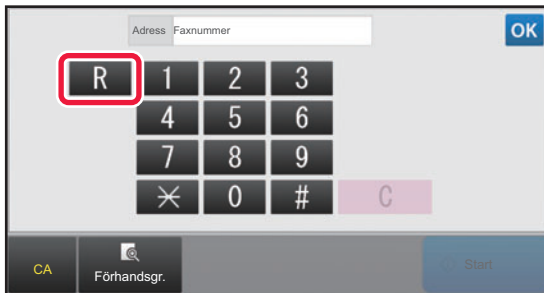 Adress Faxnummer OK
R 1 2 3
4 5 6
7 8 9
* 0 # C
CA Förhandsgr. Start